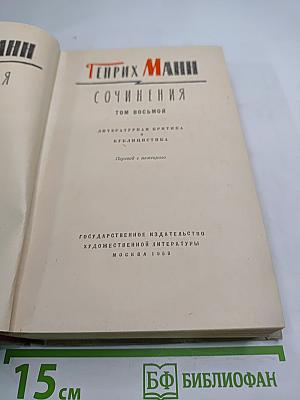 МАНН
Я
ГЕНРИХ МАНН
СОЧИНЕНИЯ
ТОМ ВОСЬМОЙ
ЛИТЕРАТУРНАЯ КРИТИКА
И
ПУБЛИЦИСТИКА
Перевод с немецкого
ГОСУДАРСТВЕННОЕ ИЗДАТЕЛЬСТВО
ХУДОЖЕСТВЕННОЙ ЛИТЕРАТУРЫ
МОСКВА 1958
15 СМ
БФ БИБЛИОФАН